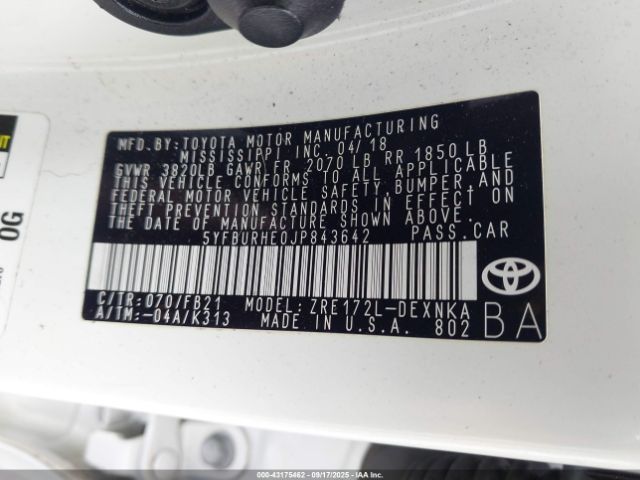 MFD. BY: TOYOTA MOTOR MANUFACTURING
MISSISSIPPI INC. 04/18
GVWR 3820LB GAWR FR 2070 LB RR 1850 LB
THIS VEHICLE CONFORMS TO ALL APPLICABLE
FEDERAL MOTOR VEHICLE SAFETY, BUMPER, AND
THEFT PREVENTION STANDARDS IN EFFECT ON
THE DATE OF MANUFACTURE SHOWN ABOVE.
5YFBURHE0JP843642 PASS. CAR
C/TR: 070/FB21 MODEL: ZRE172L-DEXNKA
A/TM: -04A/K313 MADE IN U.S.A. 802
BA
OG
000-43175462 | 09/17/2025 | IAA, Inc.